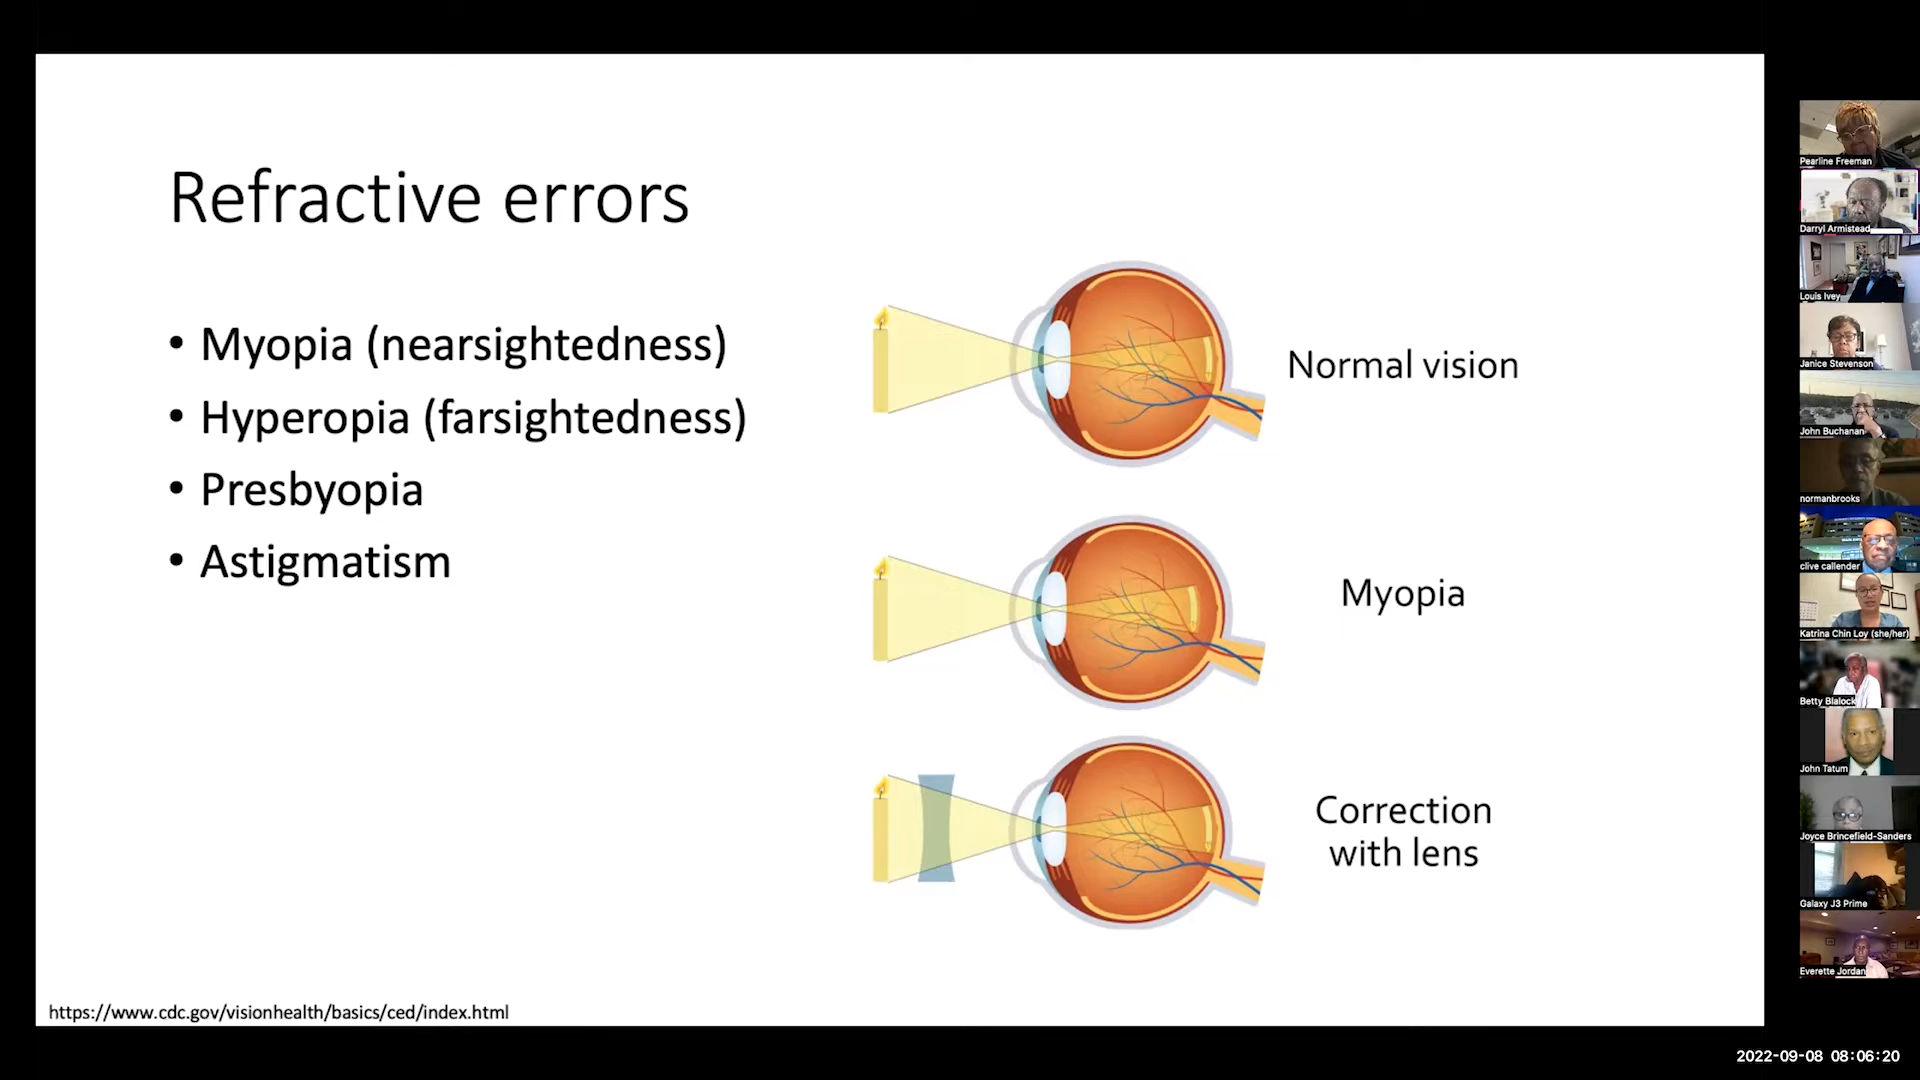 Refractive errors
• Myopia (nearsightedness)
• Hyperopia (farsightedness)
• Presbyopia
• Astigmatism
Normal vision
Myopia
Correction
with lens
https://www.cdc.gov/visionhealth/basics/ced/index.html
Pearline Freeman
Darryl Armistead
Louis Ivey
Janice Stevenson
John Buchanan
normanbrooks
clive callender
Katrina Chin Loy (she/her)
Betty Blalock
John Tatum
Joyce Brincefield-Sanders
Galaxy J3 Prime
Everette Jordan
2022-09-08 08:06:20